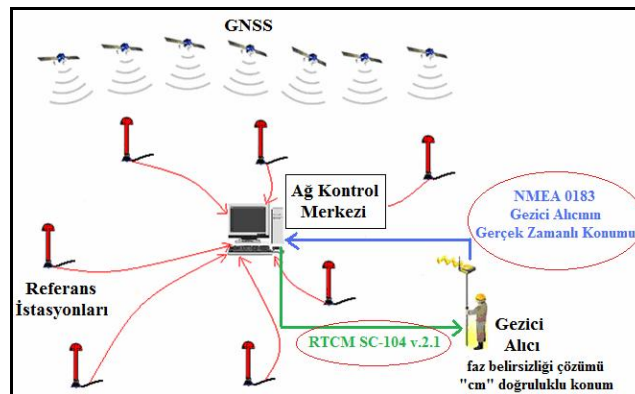 GNSS
Ağ Kontrol
Merkezi
NMEA 0183
Gezici Alıcının
Gerçek Zamanlı Konumu
Referans
İstasyonları
RTCM SC-104 v.2.1
Gezici
Alıcı
faz belirsizliği çözümü
"cm" doğruluklu konum